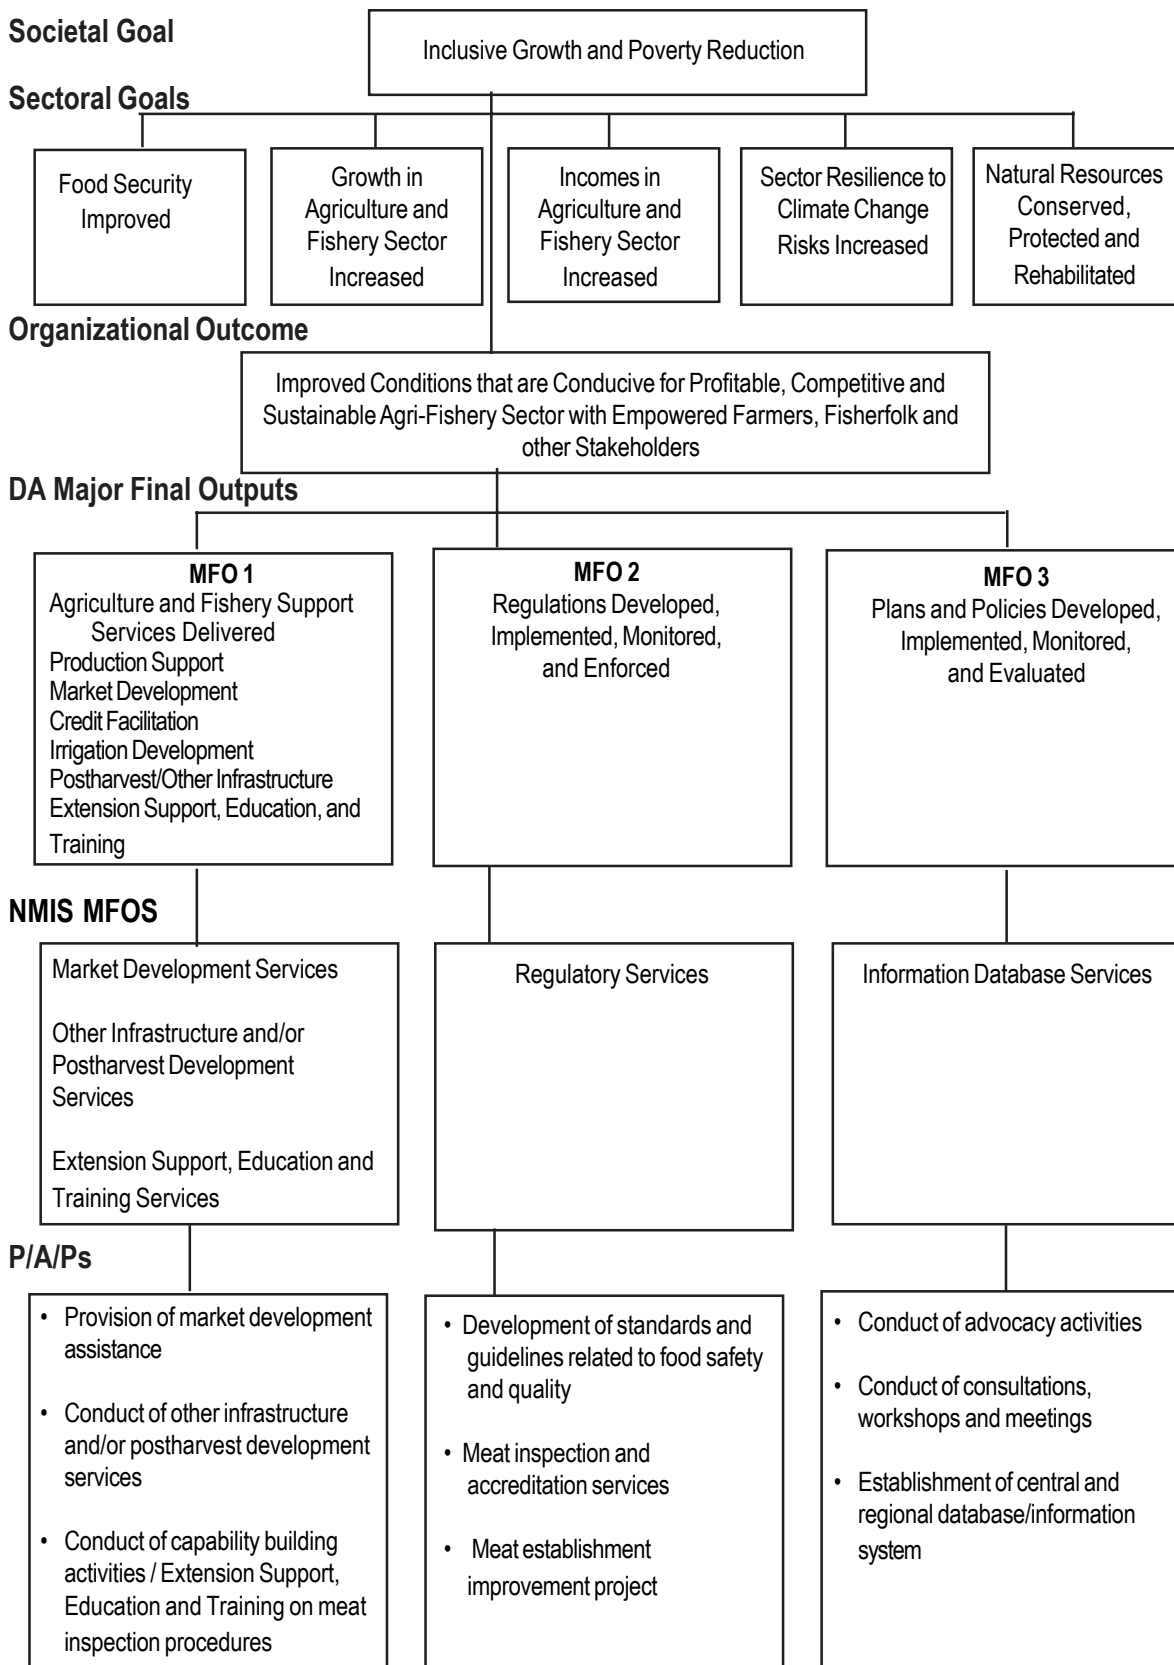 Societal Goal
Inclusive Growth and Poverty Reduction
Sectoral Goals
Food Security
Improved
Growth in
Agriculture and
Fishery Sector
Increased
Incomes in
Agriculture and
Fishery Sector
Increased
Sector Resilience to
Climate Change
Risks Increased
Natural Resources
Conserved,
Protected and
Rehabilitated
Organizational Outcome
Improved Conditions that are Conducive for Profitable, Competitive and
Sustainable Agri-Fishery Sector with Empowered Farmers, Fisherfolk and
other Stakeholders
DA Major Final Outputs
MFO 1
Agriculture and Fishery Support
Services Delivered
Production Support
Market Development
Credit Facilitation
Irrigation Development
Postharvest/Other Infrastructure
Extension Support, Education, and
Training
MFO 2
Regulations Developed,
Implemented, Monitored,
and Enforced
MFO 3
Plans and Policies Developed,
Implemented, Monitored,
and Evaluated
NMIS MFOS
Market Development Services
Other Infrastructure and/or
Postharvest Development
Services
Extension Support, Education and
Training Services
Regulatory Services
Information Database Services
P/A/Ps
• Provision of market development
assistance
• Conduct of other infrastructure
and/or postharvest development
services
• Conduct of capability building
activities / Extension Support,
Education and Training on meat
inspection procedures
• Development of standards and
guidelines related to food safety
and quality
• Meat inspection and
accreditation services
• Meat establishment
improvement project
• Conduct of advocacy activities
• Conduct of consultations,
workshops and meetings
• Establishment of central and
regional database/information
system